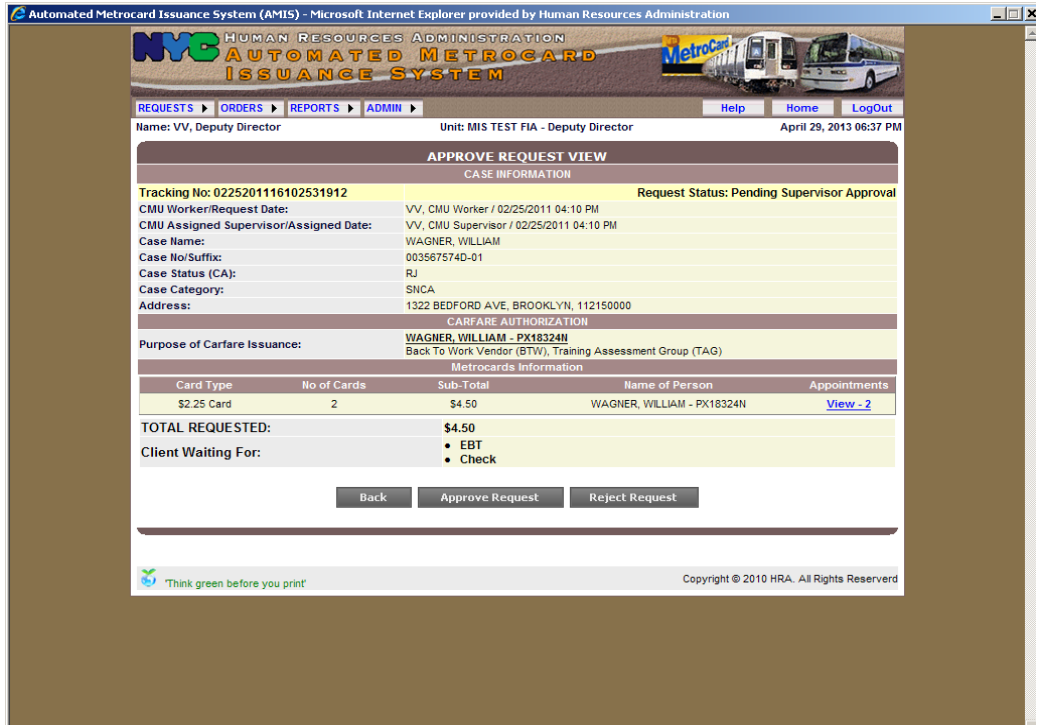 Automated Metrocard Issuance System (AMIS) - Microsoft Internet Explorer provided by Human Resources Administration
NYC HUMAN RESOURCES ADMINISTRATION
AUTOMATED METROCARD
ISSUANCE SYSTEM
MetroCard
REQUESTS ORDERS REPORTS ADMIN Help Home LogOut
Name: VV, Deputy Director Unit: MIS TEST FIA - Deputy Director April 29, 2013 06:37 PM
APPROVE REQUEST VIEW
CASE INFORMATION
Tracking No: 0225201116102531912 Request Status: Pending Supervisor Approval
CMU Worker/Request Date: VV, CMU Worker / 02/25/2011 04:10 PM
CMU Assigned Supervisor/Assigned Date: VV, CMU Supervisor / 02/25/2011 04:10 PM
Case Name: WAGNER, WILLIAM
Case No/Suffix: 003567574D-01
Case Status (CA): RJ
Case Category: SNCA
Address: 1322 BEDFORD AVE, BROOKLYN, 112150000
CARFARE AUTHORIZATION
Purpose of Carfare Issuance: WAGNER, WILLIAM - PX18324N
Back To Work Vendor (BTW), Training Assessment Group (TAG)
Metrocards Information
Card Type No of Cards Sub-Total Name of Person Appointments
$2.25 Card 2 $4.50 WAGNER, WILLIAM - PX18324N View - 2
TOTAL REQUESTED: $4.50
Client Waiting For: • EBT
• Check
Back Approve Request Reject Request
'Think green before you print' Copyright © 2010 HRA. All Rights Reserverd